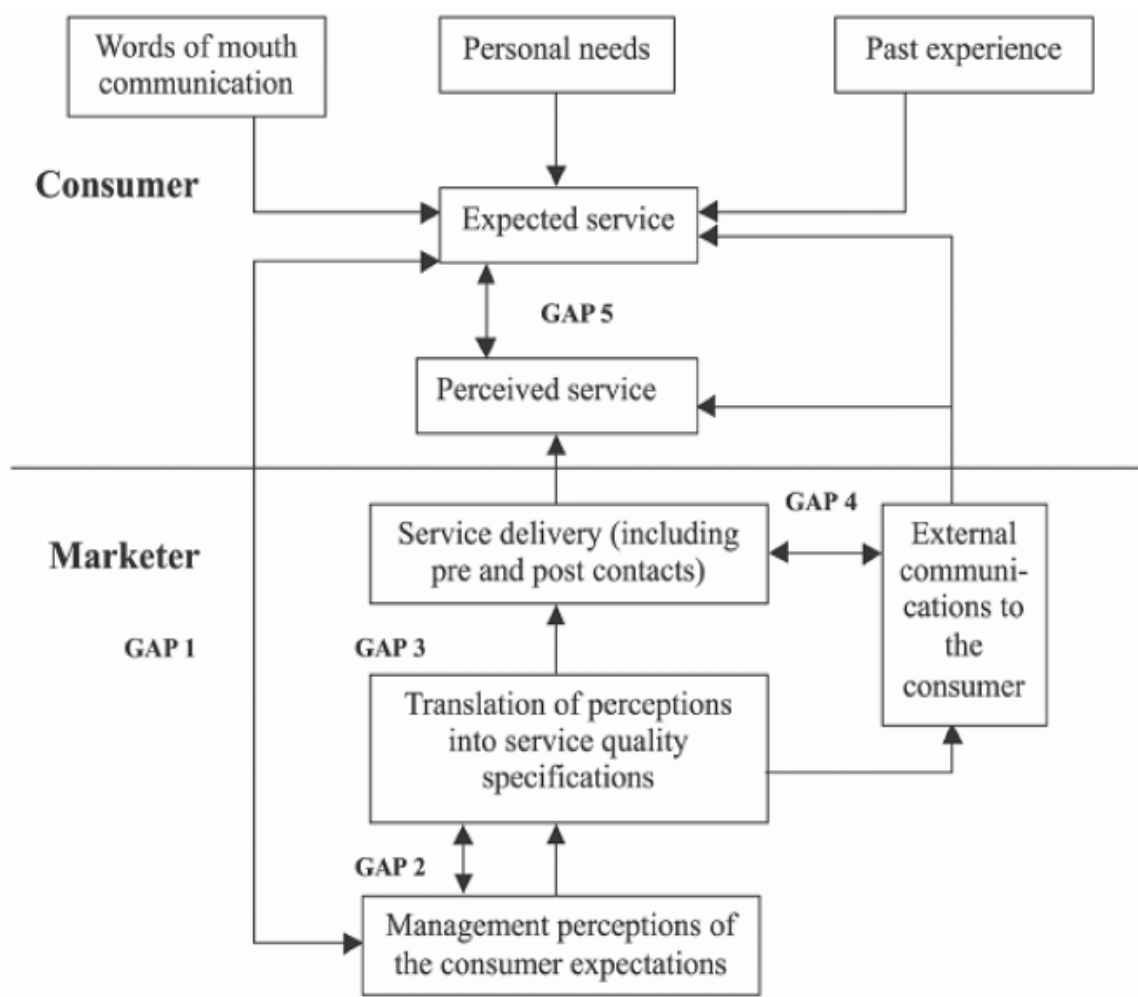 Words of mouth
communication
Personal needs
Past experience
Consumer
Expected service
GAP 5
Perceived service
Marketer
Service delivery (including
pre and post contacts)
GAP 4
External
communi-
cations to
the
consumer
GAP 1
GAP 3
Translation of perceptions
into service quality
specifications
GAP 2
Management perceptions of
the consumer expectations